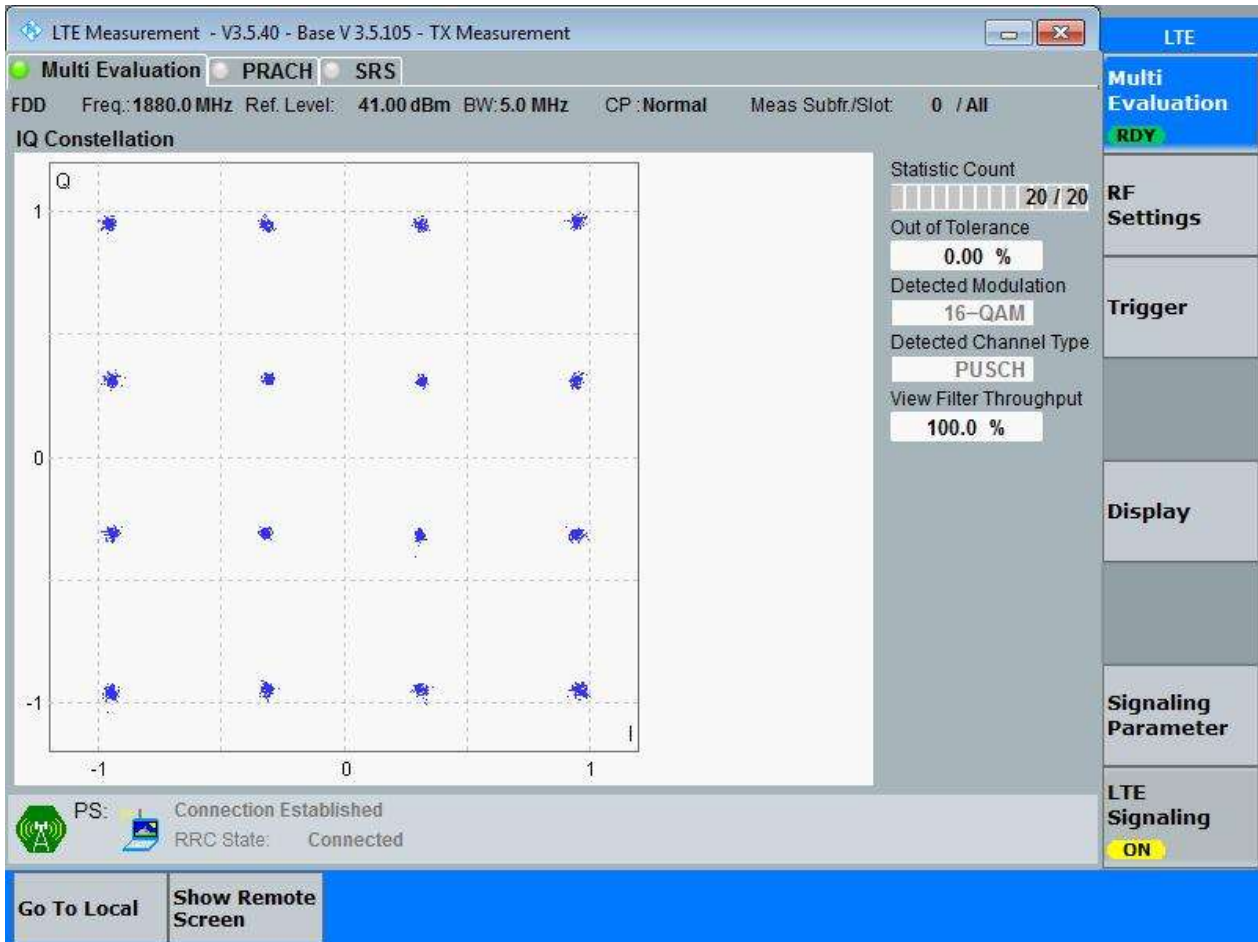 LTE Measurement - V3.5.40 - Base V 3.5.105 - TX Measurement
LTE
Multi Evaluation PRACH SRS
Multi
Evaluation
RDY
FDD Freq.: 1880.0 MHz Ref. Level: 41.00 dBm BW: 5.0 MHz CP : Normal Meas Subfr./Slot: 0 / All
IQ Constellation
Q
1
0
-1
I
-1 0 1
Statistic Count
20 / 20
Out of Tolerance
0.00 %
Detected Modulation
16-QAM
Detected Channel Type
PUSCH
View Filter Throughput
100.0 %
RF
Settings
Trigger
Display
Signaling
Parameter
LTE
Signaling
ON
PS: Connection Established
RRC State: Connected
Go To Local
Show Remote
Screen